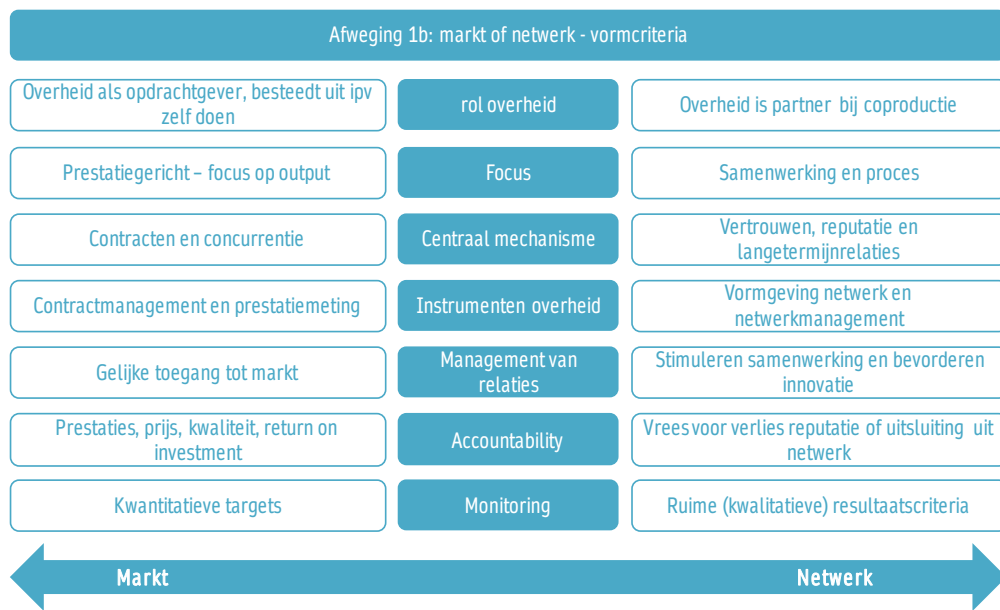 Afweging 1b: markt of netwerk - vormcriteria
Overheid als opdrachtgever, besteedt uit ipv
zelf doen
rol overheid
Overheid is partner bij coproductie
Prestatiegericht – focus op output
Focus
Samenwerking en proces
Contracten en concurrentie
Centraal mechanisme
Vertrouwen, reputatie en
langetermijnrelaties
Contractmanagement en prestatiemeting
Instrumenten overheid
Vormgeving netwerk en
netwerkmanagement
Gelijke toegang tot markt
Management van
relaties
Stimuleren samenwerking en bevorderen
innovatie
Prestaties, prijs, kwaliteit, return on
investment
Accountability
Vrees voor verlies reputatie of uitsluiting uit
netwerk
Kwantitatieve targets
Monitoring
Ruime (kwalitatieve) resultaatscriteria
Markt
Netwerk